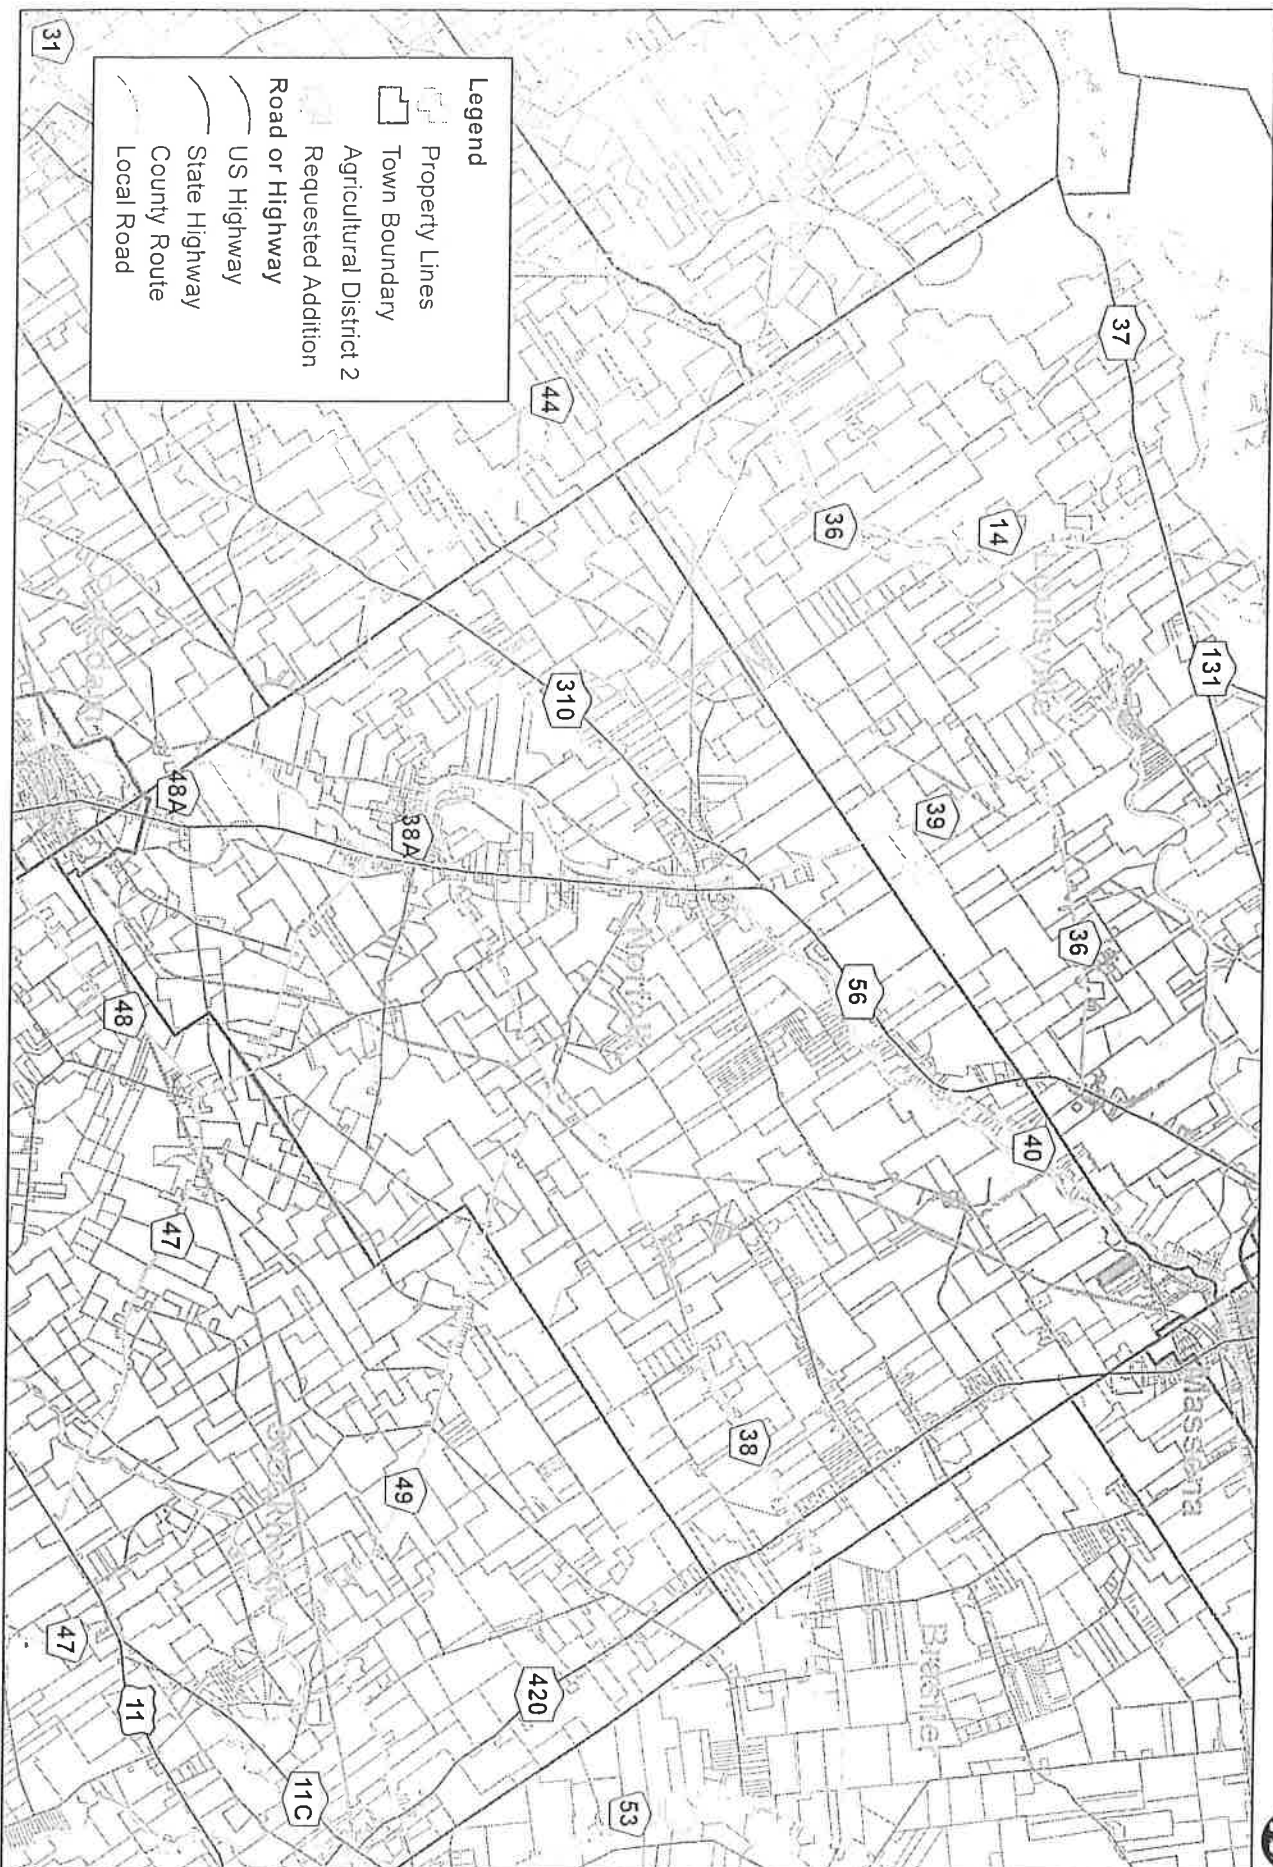 Legend
Property Lines
Town Boundary
Agricultural District 2
Requested Addition
Road or Highway
US Highway
State Highway
County Route
Local Road
31
37
131
14
36
44
39
36
310
56
40
Massena
48A
38A
Norfolk
38
Brasher
48
47
49
420
53
47
11
11C